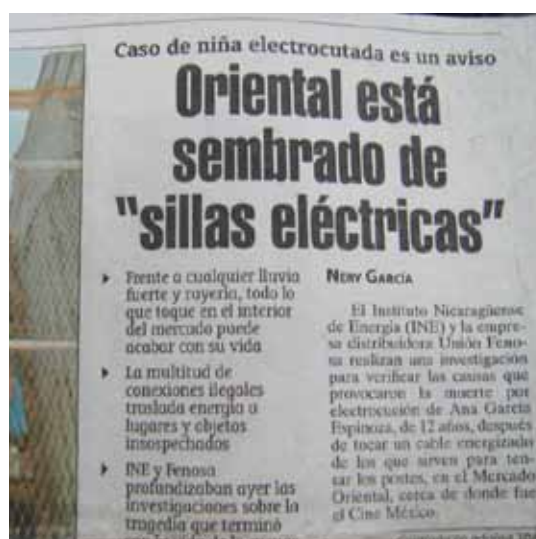 Caso de niña electrocutada es un aviso
Oriental está
sembrado de
"sillas eléctricas"
Frente a cualquier lluvia
fuerte y rayería, todo lo
que toque en el interior
del mercado puede
acabar con su vida
La multitud de
conexiones ilegales
traslada energía a
lugares y objetos
insospechados
INE y Fenosa
profundizaban ayer las
investigaciones sobre la
tragedia que terminó
NERY GARCÍA
El Instituto Nicaragüense
de Energía (INE) y la empre-
sa distribuidora Unión Feno-
sa realizan una investigación
para verificar las causas que
provocaron la muerte por
electrocución de Ana García
Espinoza, de 12 años, después
de tocar un cable energizado
de los que sirven para ten-
sar los postes, en el Mercado
Oriental, cerca de donde fue
el Cine México.